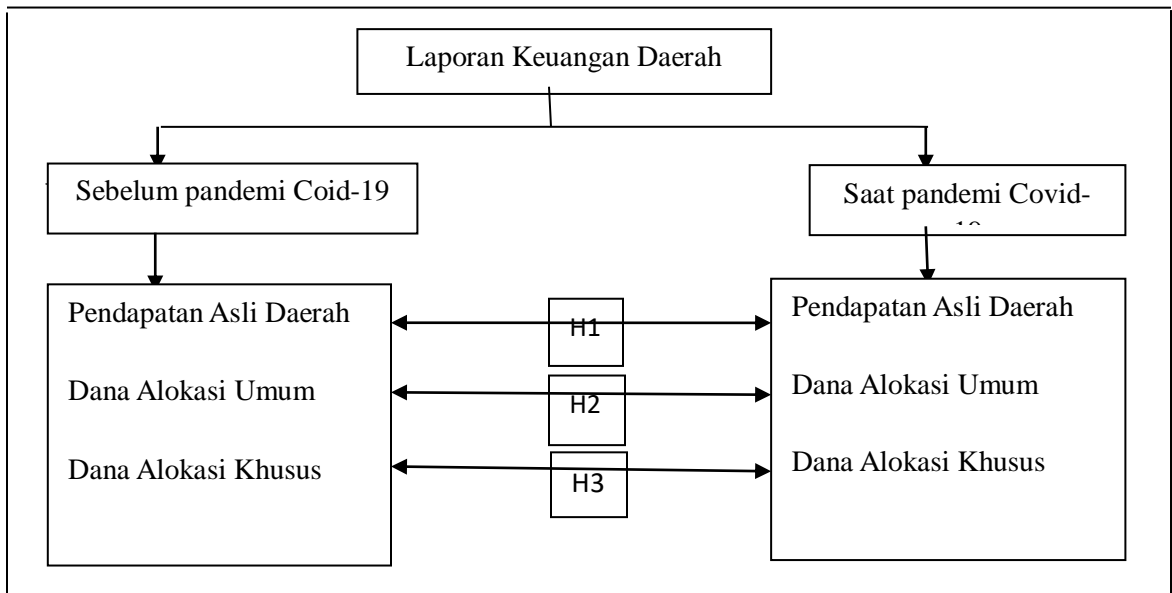 Laporan Keuangan Daerah
Sebelum pandemi Coid-19
Saat pandemi Covid-
Pendapatan Asli Daerah
Dana Alokasi Umum
Dana Alokasi Khusus
H1
H2
H3
Pendapatan Asli Daerah
Dana Alokasi Umum
Dana Alokasi Khusus